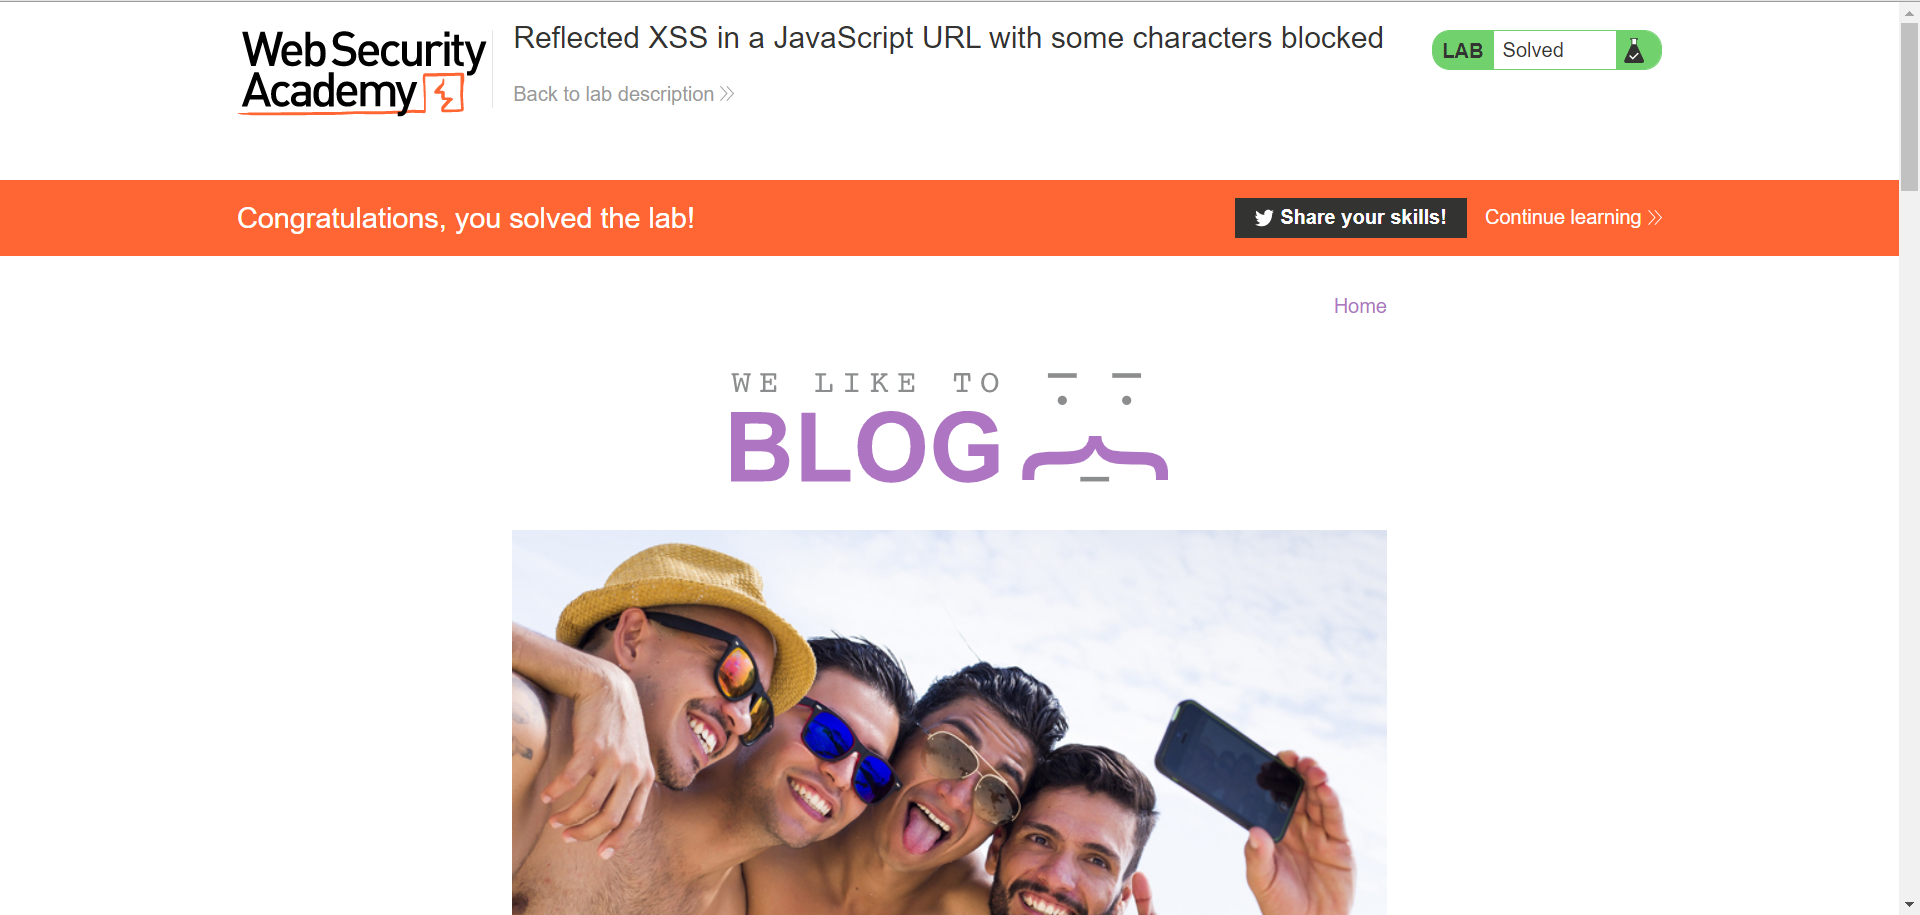 Web Security
Academy
Reflected XSS in a JavaScript URL with some characters blocked
Back to lab description
LAB Solved
Congratulations, you solved the lab!
Share your skills!
Continue learning
Home
WE LIKE TO
BLOG